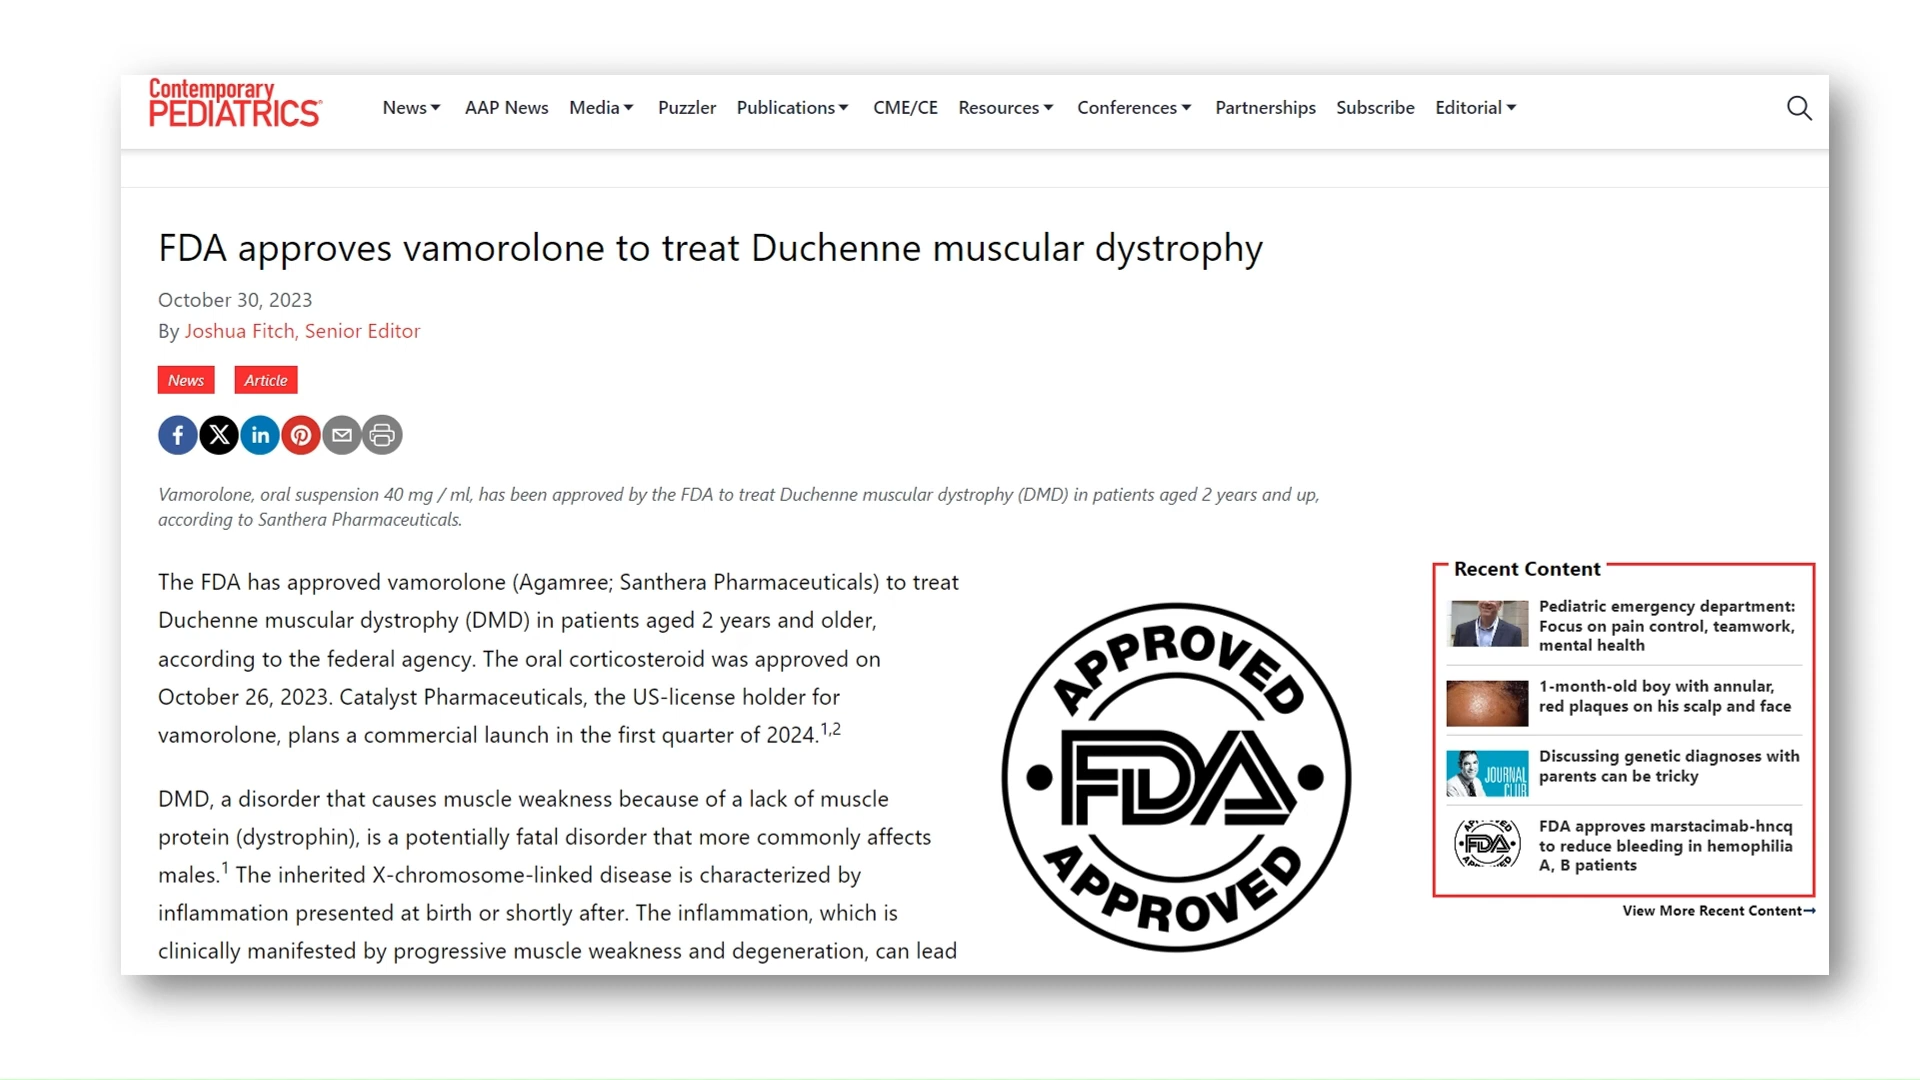 Contemporary
PEDIATRICS
News AAP News Media Puzzler Publications CME/CE Resources Conferences Partnerships Subscribe Editorial
FDA approves vamorolone to treat Duchenne muscular dystrophy
October 30, 2023
By Joshua Fitch, Senior Editor
News Article
Vamorolone, oral suspension 40 mg / ml, has been approved by the FDA to treat Duchenne muscular dystrophy (DMD) in patients aged 2 years and up,
according to Santhera Pharmaceuticals.
The FDA has approved vamorolone (Agamree; Santhera Pharmaceuticals) to treat
Duchenne muscular dystrophy (DMD) in patients aged 2 years and older,
according to the federal agency. The oral corticosteroid was approved on
October 26, 2023. Catalyst Pharmaceuticals, the US-license holder for
vamorolone, plans a commercial launch in the first quarter of 2024.1,2
DMD, a disorder that causes muscle weakness because of a lack of muscle
protein (dystrophin), is a potentially fatal disorder that more commonly affects
males.1 The inherited X-chromosome-linked disease is characterized by
inflammation presented at birth or shortly after. The inflammation, which is
clinically manifested by progressive muscle weakness and degeneration, can lead
APPROVED
FDA
APPROVED
Recent Content
Pediatric emergency department:
Focus on pain control, teamwork,
mental health
1-month-old boy with annular,
red plaques on his scalp and face
JOURNAL
CLUB
Discussing genetic diagnoses with
parents can be tricky
APPROVED
FDA
APPROVED
FDA approves marstacimab-hncq
to reduce bleeding in hemophilia
A, B patients
View More Recent Content→